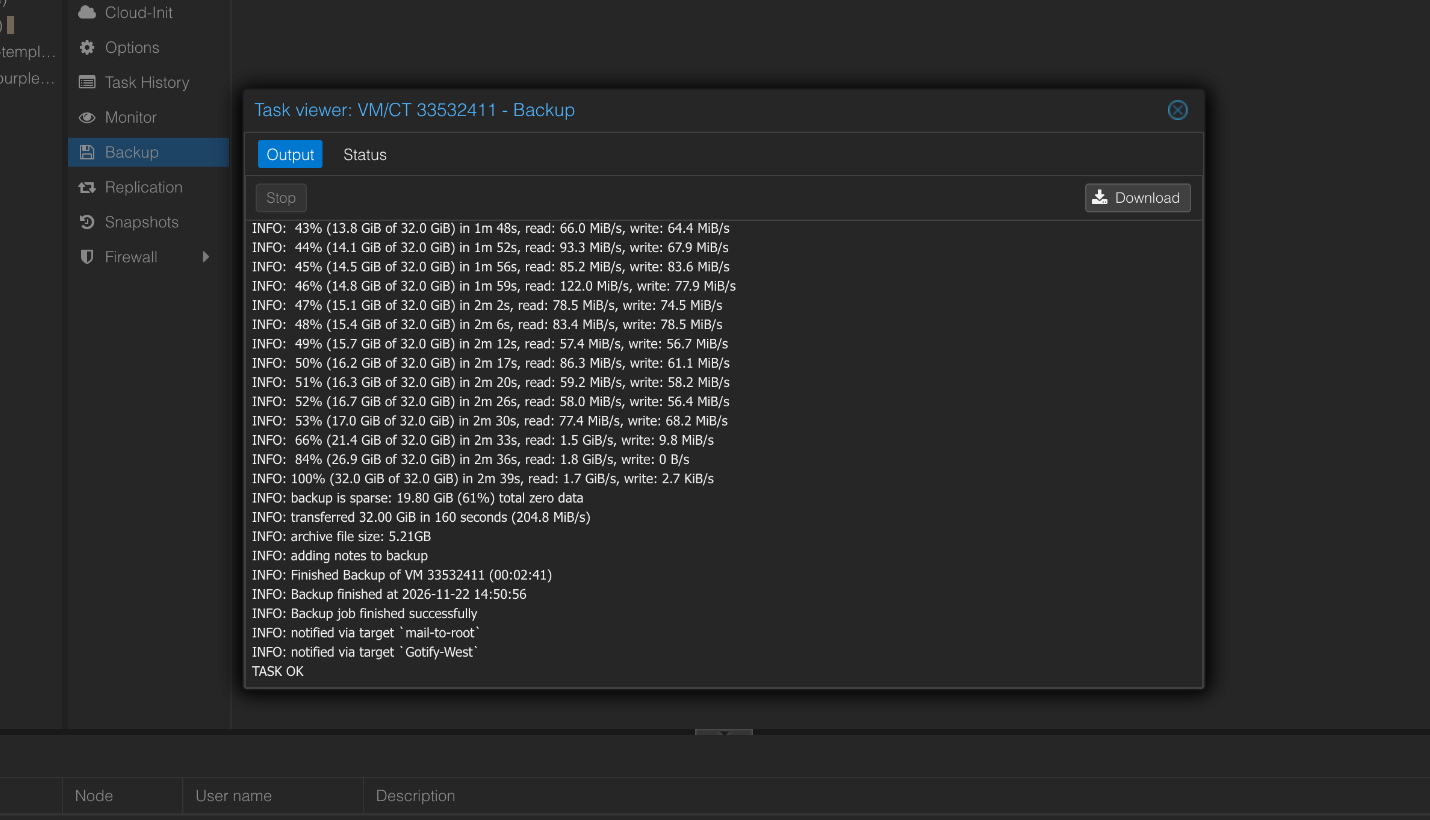 Cloud-Init
Options
-templ...
Task History
ourple...
Monitor
Backup
Replication
Snapshots
Firewall
Task viewer: VM/CT 33532411 - Backup
Output
Status
Stop
Download
INFO: 43% (13.8 GiB of 32.0 GiB) in 1m 48s, read: 66.0 MiB/s, write: 64.4 MiB/s
INFO: 44% (14.1 GiB of 32.0 GiB) in 1m 52s, read: 93.3 MiB/s, write: 67.9 MiB/s
INFO: 45% (14.5 GiB of 32.0 GiB) in 1m 56s, read: 85.2 MiB/s, write: 83.6 MiB/s
INFO: 46% (14.8 GiB of 32.0 GiB) in 1m 59s, read: 122.0 MiB/s, write: 77.9 MiB/s
INFO: 47% (15.1 GiB of 32.0 GiB) in 2m 2s, read: 78.5 MiB/s, write: 74.5 MiB/s
INFO: 48% (15.4 GiB of 32.0 GiB) in 2m 6s, read: 83.4 MiB/s, write: 78.5 MiB/s
INFO: 49% (15.7 GiB of 32.0 GiB) in 2m 12s, read: 57.4 MiB/s, write: 56.7 MiB/s
INFO: 50% (16.2 GiB of 32.0 GiB) in 2m 17s, read: 86.3 MiB/s, write: 61.1 MiB/s
INFO: 51% (16.3 GiB of 32.0 GiB) in 2m 20s, read: 59.2 MiB/s, write: 58.2 MiB/s
INFO: 52% (16.7 GiB of 32.0 GiB) in 2m 26s, read: 58.0 MiB/s, write: 56.4 MiB/s
INFO: 53% (17.0 GiB of 32.0 GiB) in 2m 30s, read: 77.4 MiB/s, write: 68.2 MiB/s
INFO: 66% (21.4 GiB of 32.0 GiB) in 2m 33s, read: 1.5 GiB/s, write: 9.8 MiB/s
INFO: 84% (26.9 GiB of 32.0 GiB) in 2m 36s, read: 1.8 GiB/s, write: 0 B/s
INFO: 100% (32.0 GiB of 32.0 GiB) in 2m 39s, read: 1.7 GiB/s, write: 2.7 KiB/s
INFO: backup is sparse: 19.80 GiB (61%) total zero data
INFO: transferred 32.00 GiB in 160 seconds (204.8 MiB/s)
INFO: archive file size: 5.21GB
INFO: adding notes to backup
INFO: Finished Backup of VM 33532411 (00:02:41)
INFO: Backup finished at 2026-11-22 14:50:56
INFO: Backup job finished successfully
INFO: notified via target `mail-to-root`
INFO: notified via target `Gotify-West`
TASK OK
Node
User name
Description